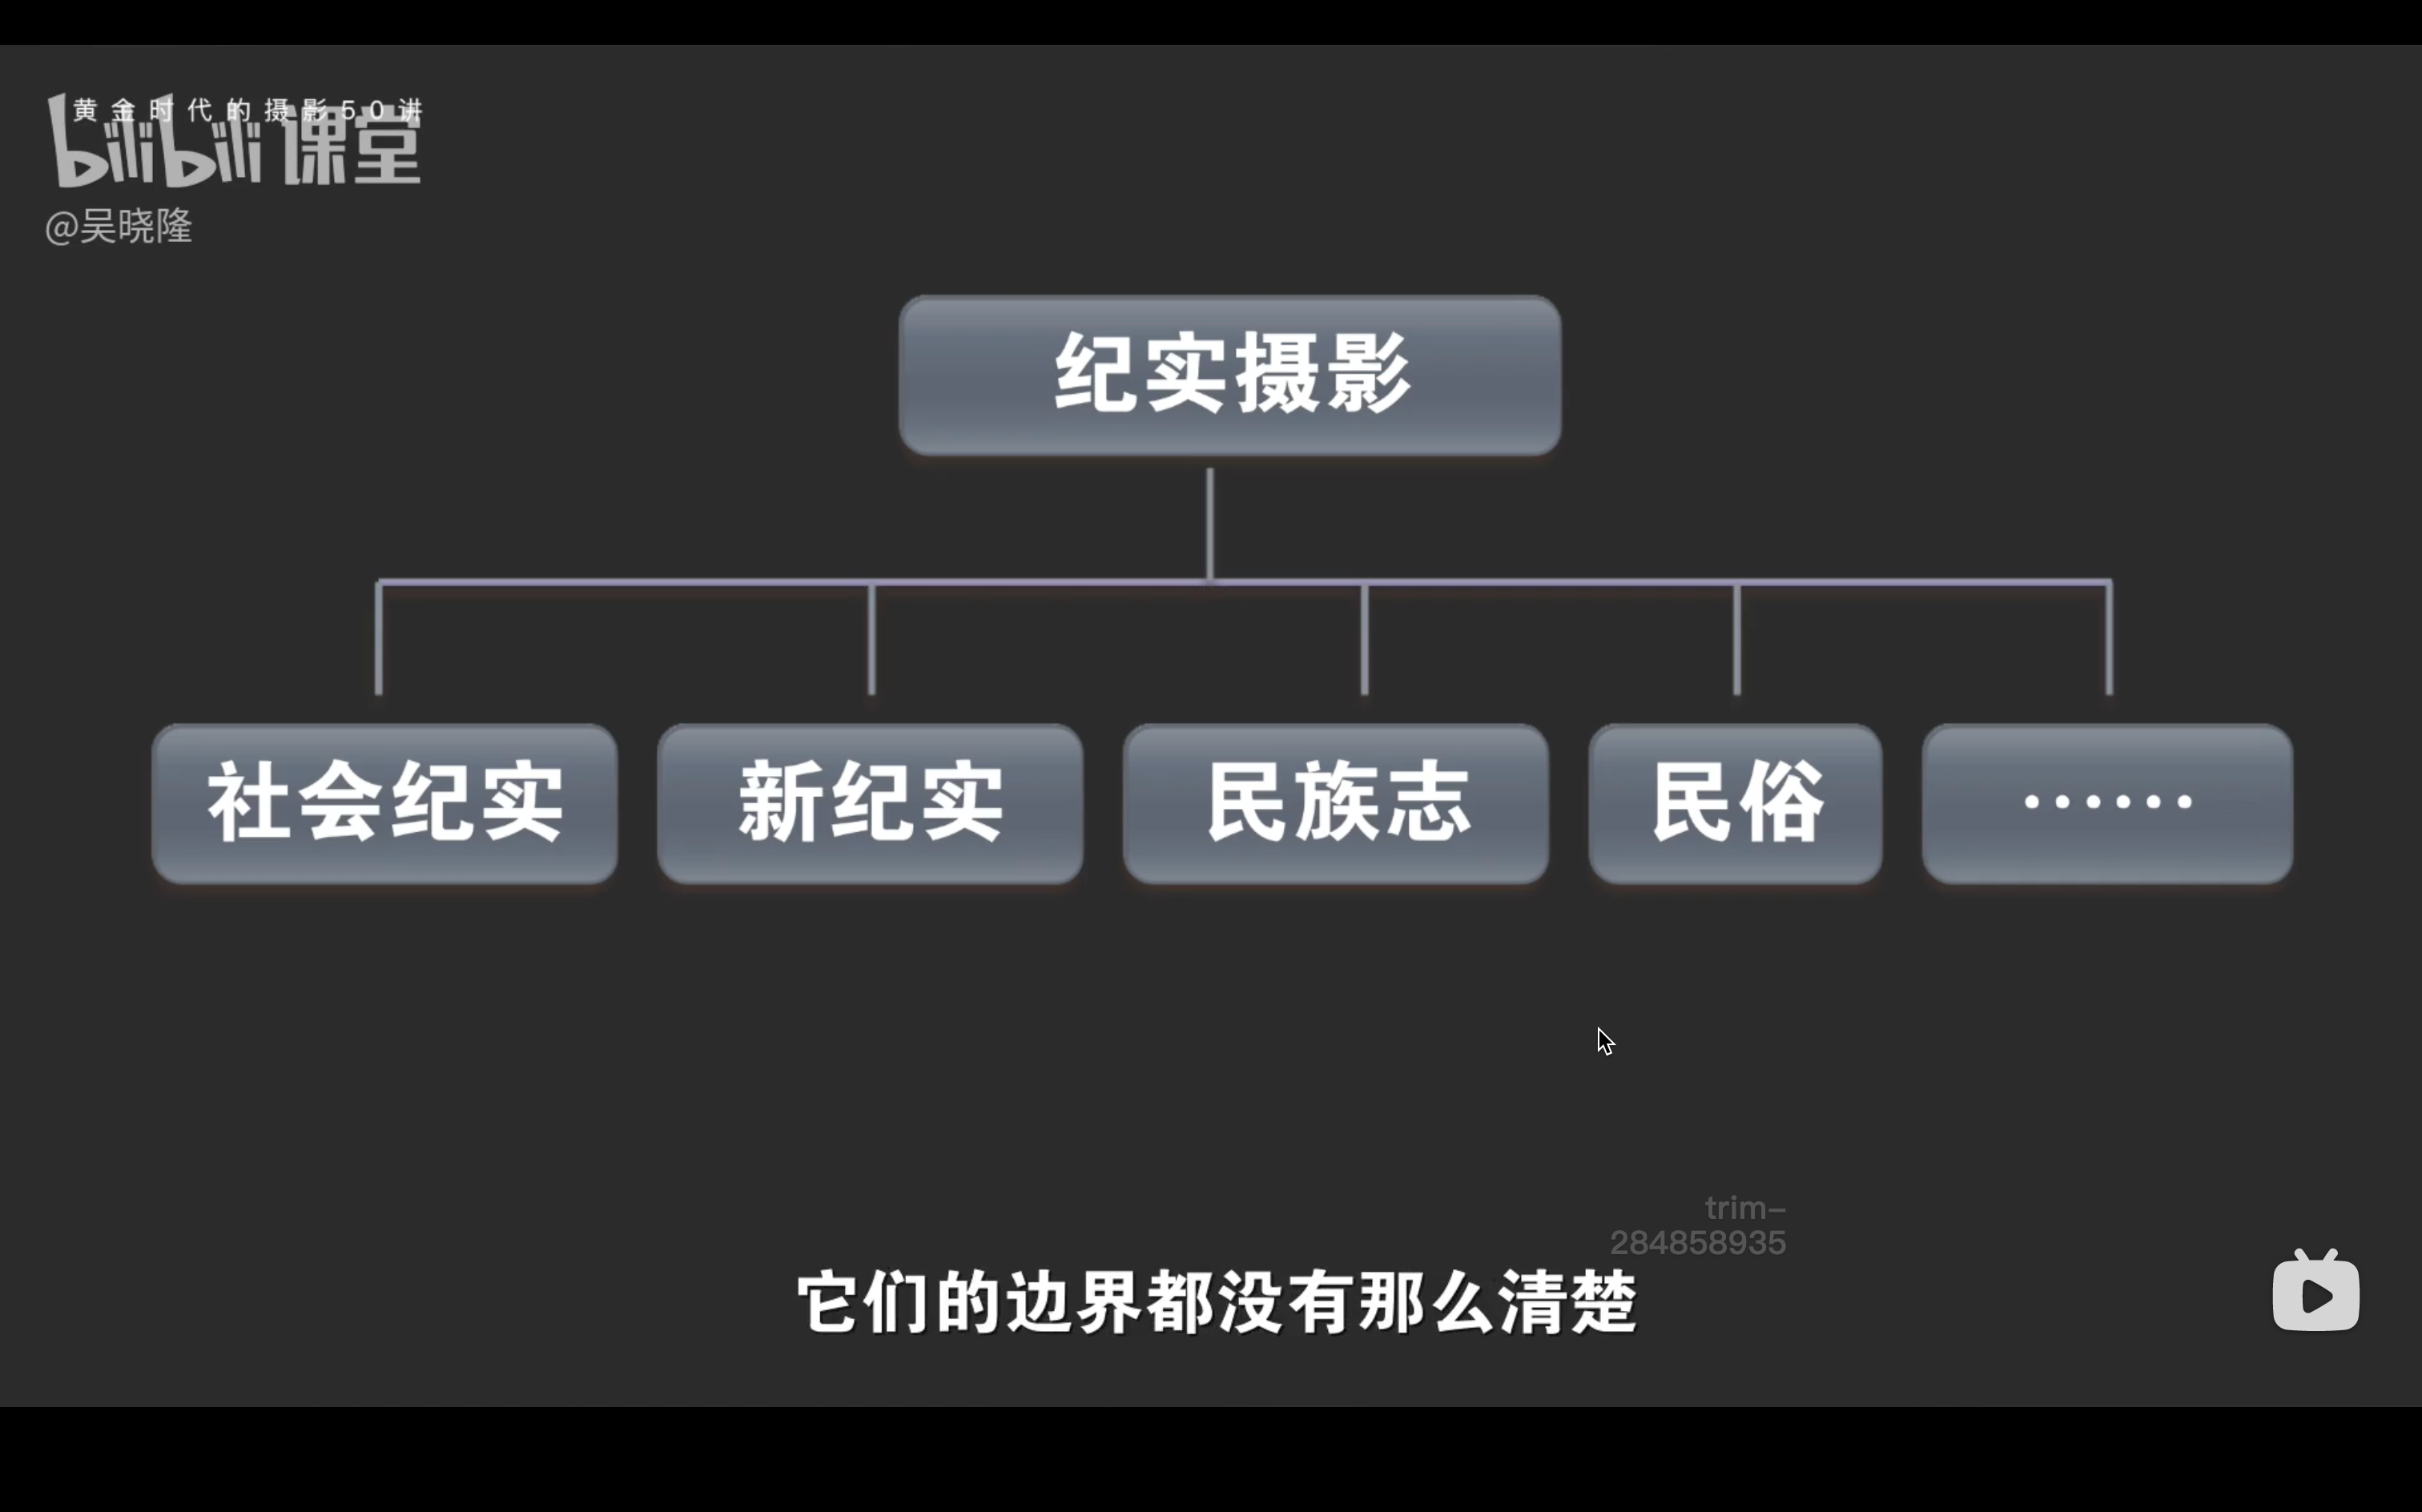 黄金时代的摄影50讲
bilibili课堂
@吴晓隆
纪实摄影
社会纪实
新纪实
民族志
民俗
······
trim-
284858935
它们的边界都没有那么清楚